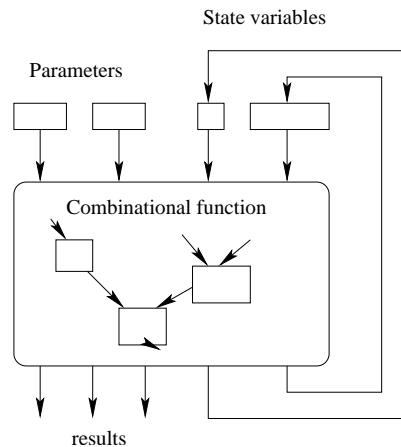 State variables
Parameters
Combinational function
results